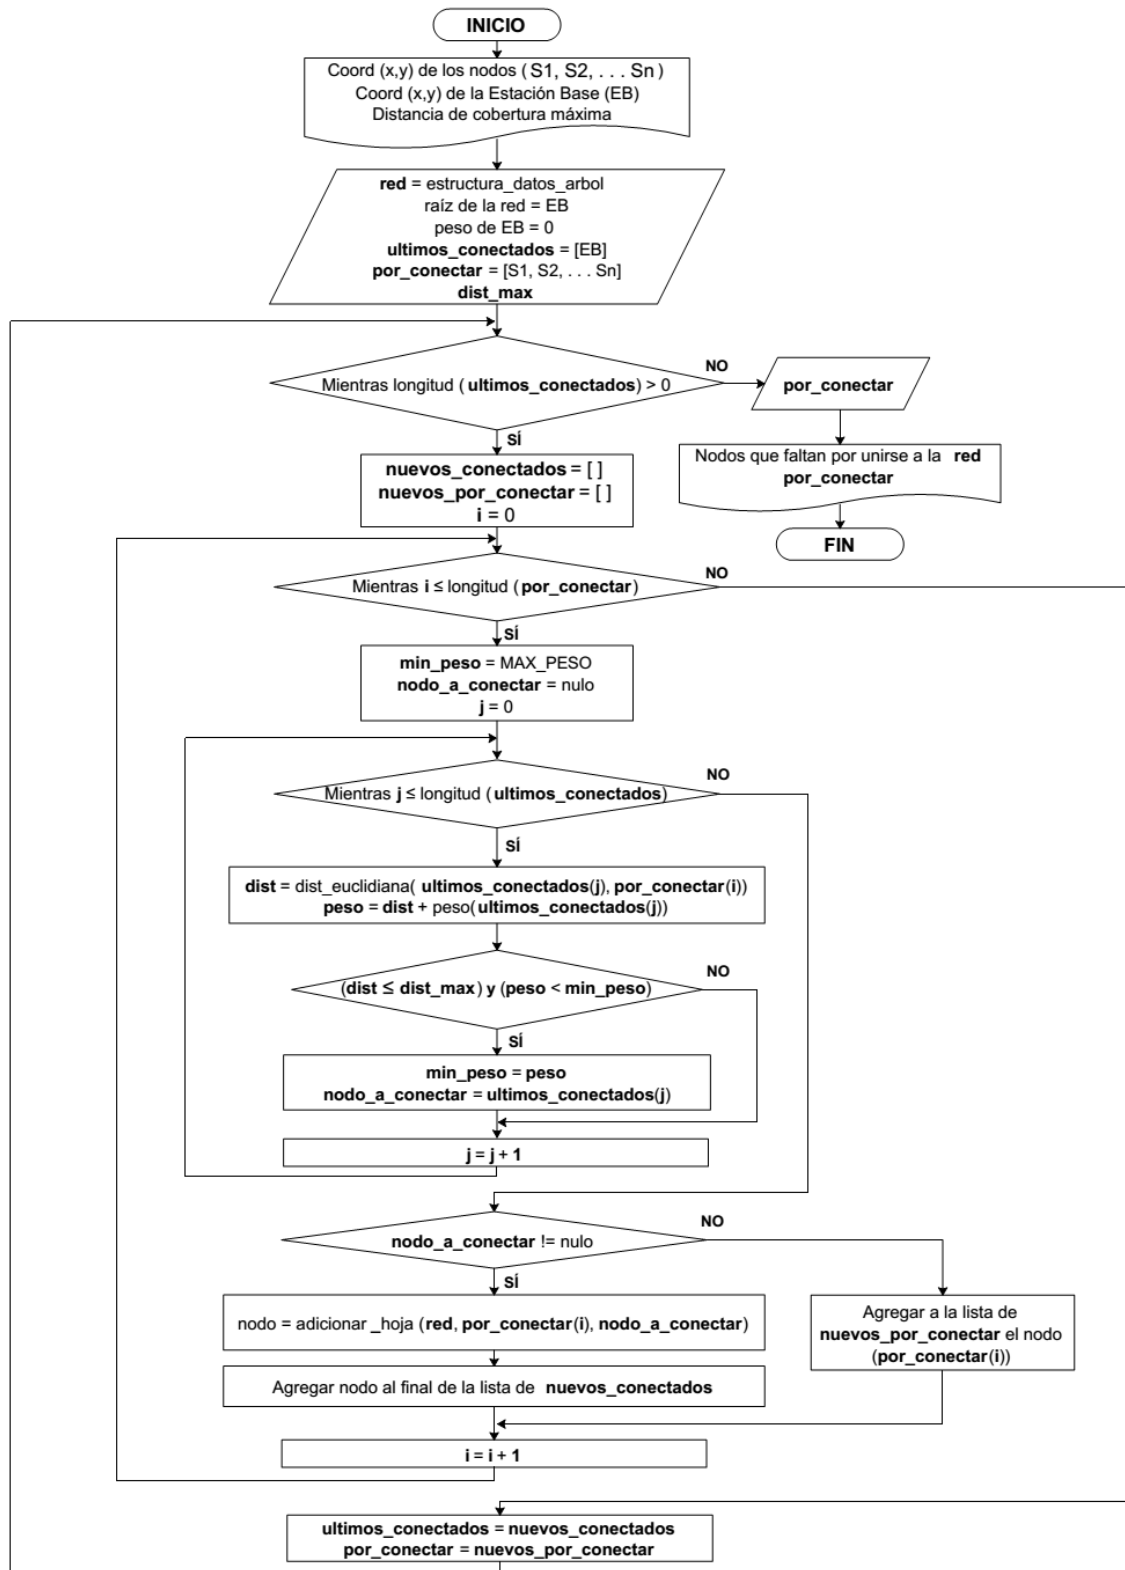 INICIO
Coord (x,y) de los nodos (S1, S2, . . . Sn)
Coord (x,y) de la Estación Base (EB)
Distancia de cobertura máxima
red = estructura_datos_arbol
raíz de la red = EB
peso de EB = 0
ultimos_conectados = [EB]
por_conectar = [S1, S2, . . . Sn]
dist_max
Mientras longitud (ultimos_conectados) > 0
NO
por_conectar
SÍ
Nodos que faltan por unirse a la red
por_conectar
FIN
nuevos_conectados = [ ]
nuevos_por_conectar = [ ]
i = 0
Mientras i ≤ longitud (por_conectar)
NO
SÍ
min_peso = MAX_PESO
nodo_a_conectar = nulo
j = 0
Mientras j ≤ longitud (ultimos_conectados)
NO
SÍ
dist = dist_euclidiana( ultimos_conectados(j), por_conectar(i))
peso = dist + peso(ultimos_conectados(j))
(dist ≤ dist_max) y (peso < min_peso)
NO
SÍ
min_peso = peso
nodo_a_conectar = ultimos_conectados(j)
j = j + 1
nodo_a_conectar != nulo
NO
SÍ
nodo = adicionar_hoja (red, por_conectar(i), nodo_a_conectar)
Agregar nodo al final de la lista de nuevos_conectados
Agregar a la lista de
nuevos_por_conectar el nodo
(por_conectar(i))
i = i + 1
ultimos_conectados = nuevos_conectados
por_conectar = nuevos_por_conectar